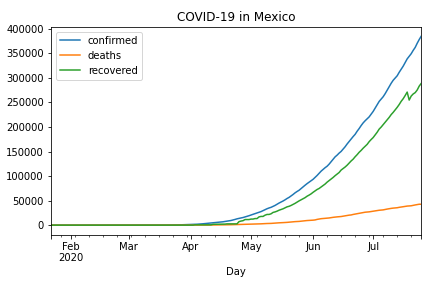 COVID-19 in Mexico
confirmed
deaths
recovered
400000
350000
300000
250000
200000
150000
100000
50000
0
Feb Mar Apr May Jun Jul
2020
Day